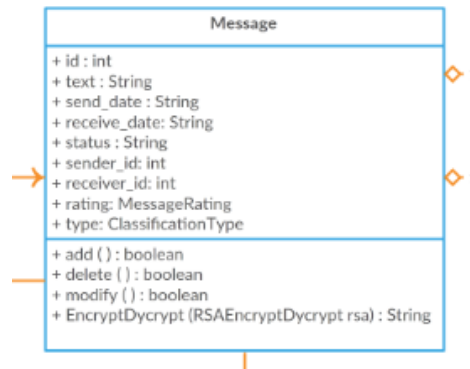 Message
+ id : int
+ text : String
+ send_date : String
+ receive_date: String
+ status : String
+ sender_id: int
+ receiver_id: int
+ rating: MessageRating
+ type: ClassificationType
+ add ( ) : boolean
+ delete ( ) : boolean
+ modify ( ) : boolean
+ EncryptDycrypt (RSAEncryptDycrypt rsa) : String